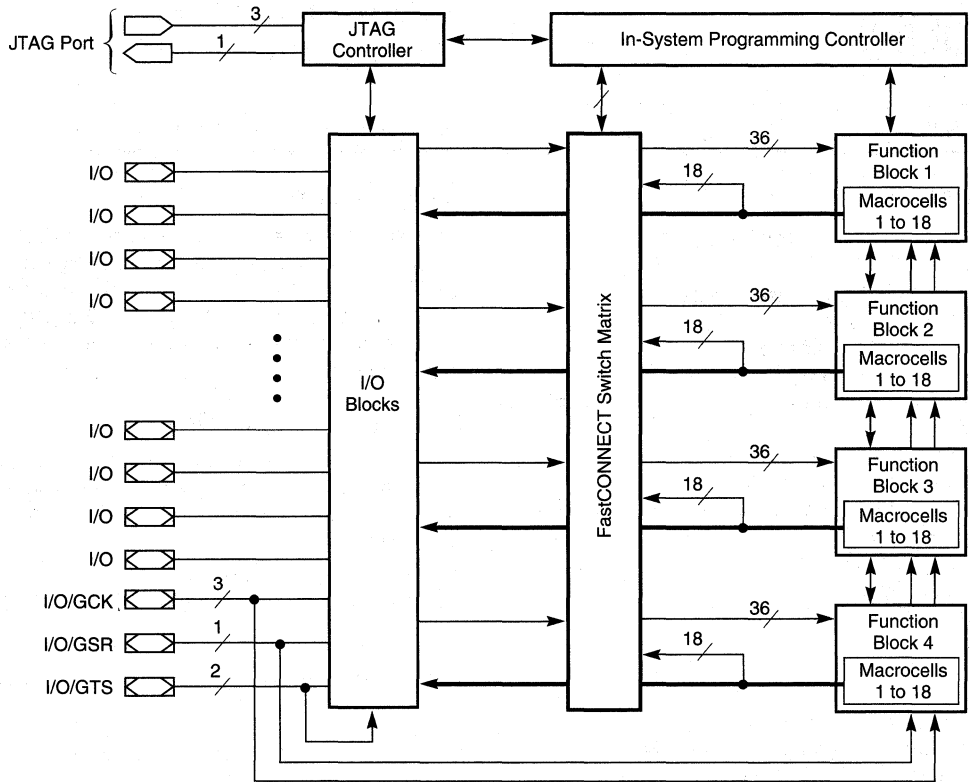 JTAG Port
3
1
JTAG
Controller
In-System Programming Controller
I/O
I/O
I/O
I/O
I/O
I/O
I/O
I/O
I/O/GCK
3
I/O/GSR
1
I/O/GTS
2
I/O
Blocks
FastCONNECT Switch Matrix
36
18
Function
Block 1
Macrocells
1 to 18
36
18
Function
Block 2
Macrocells
1 to 18
36
18
Function
Block 3
Macrocells
1 to 18
36
18
Function
Block 4
Macrocells
1 to 18